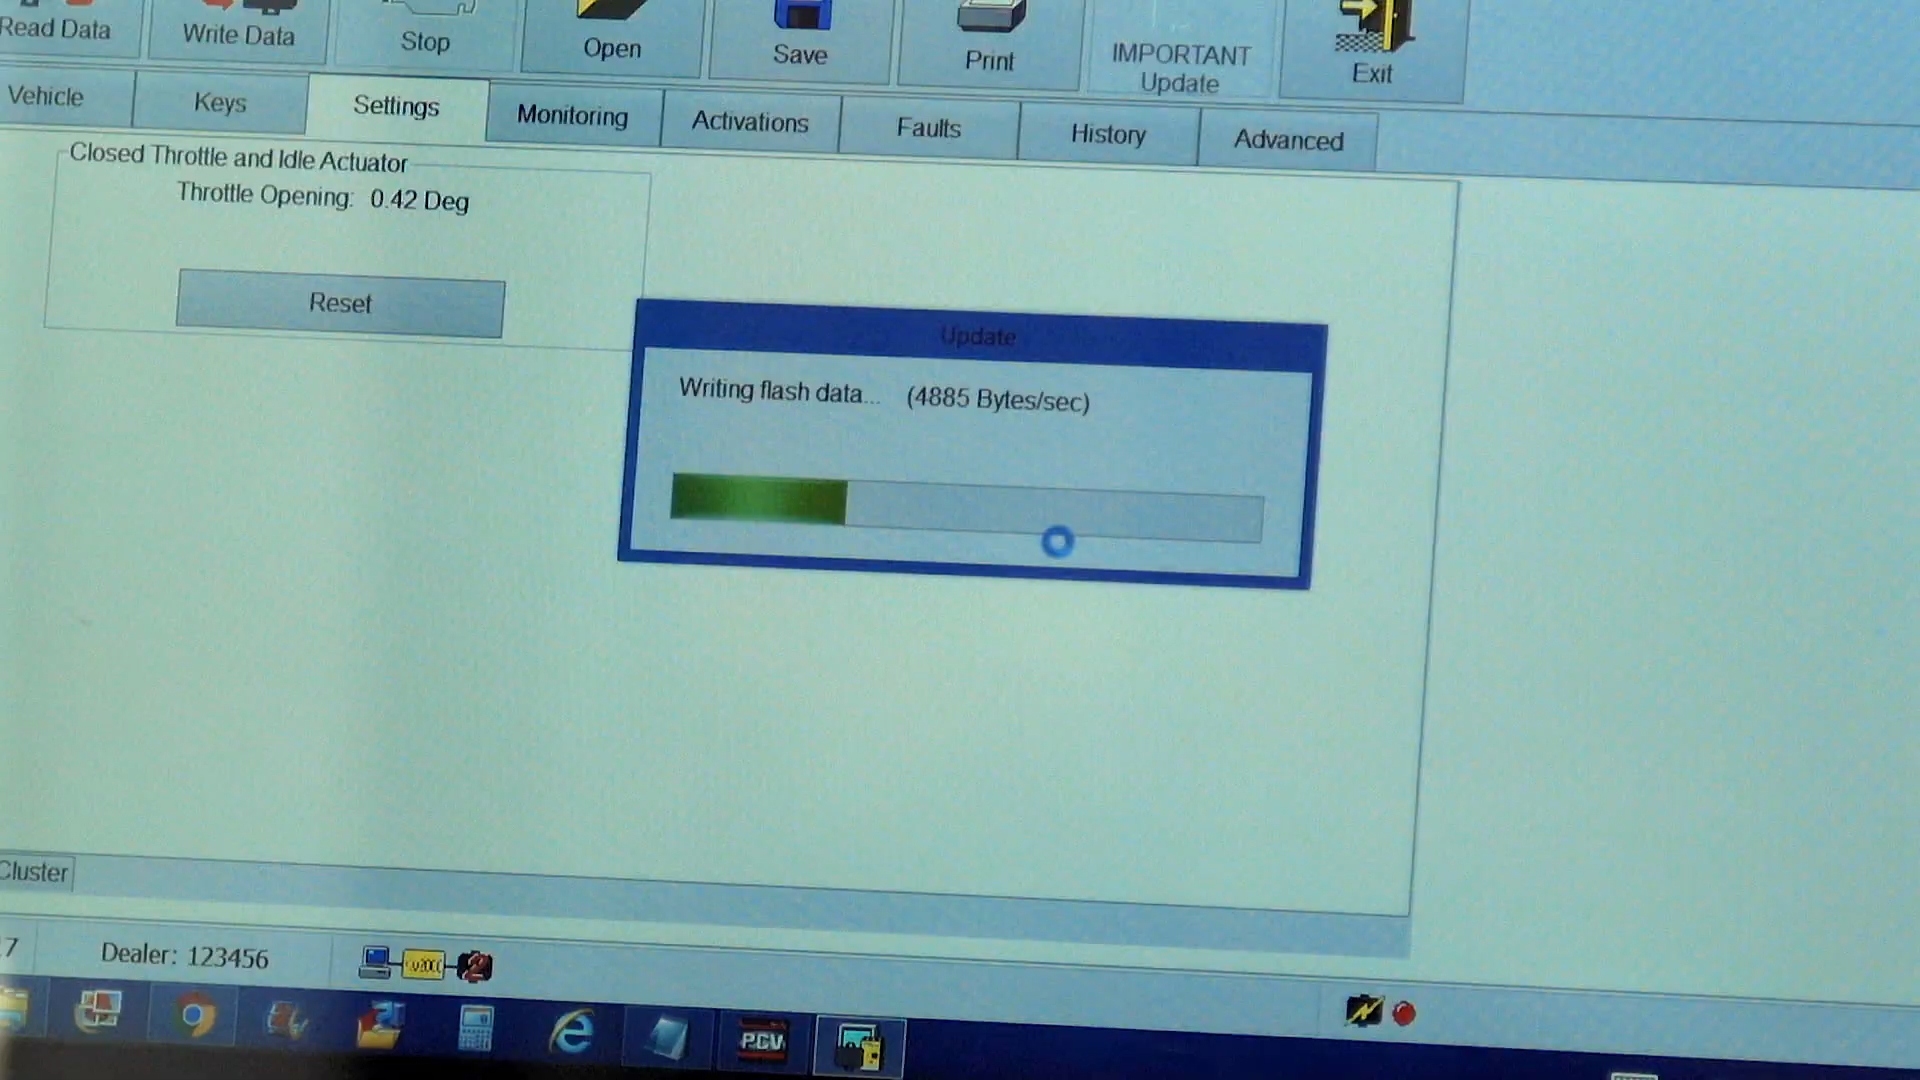 Read Data
Write Data
Stop
Open
Save
Print
IMPORTANT
Update
Exit
Vehicle
Keys
Settings
Monitoring
Activations
Faults
History
Advanced
Closed Throttle and Idle Actuator
Throttle Opening: 0.42 Deg
Reset
Update
Writing flash data... (4885 Bytes/sec)
Cluster
7
Dealer: 123456
PCV